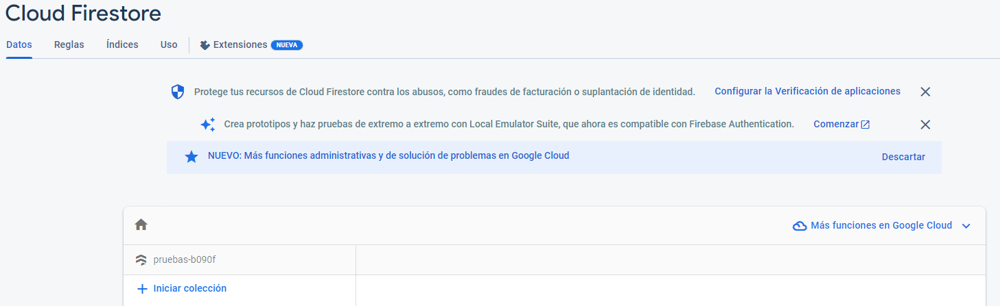 Cloud Firestore
Datos Reglas Índices Uso Extensiones NUEVA
Protege tus recursos de Cloud Firestore contra los abusos, como fraudes de facturación o suplantación de identidad. Configurar la Verificación de aplicaciones
Crea prototipos y haz pruebas de extremo a extremo con Local Emulator Suite, que ahora es compatible con Firebase Authentication. Comenzar
NUEVO: Más funciones administrativas y de solución de problemas en Google Cloud Descartar
Más funciones en Google Cloud
pruebas-b090f
Iniciar colección